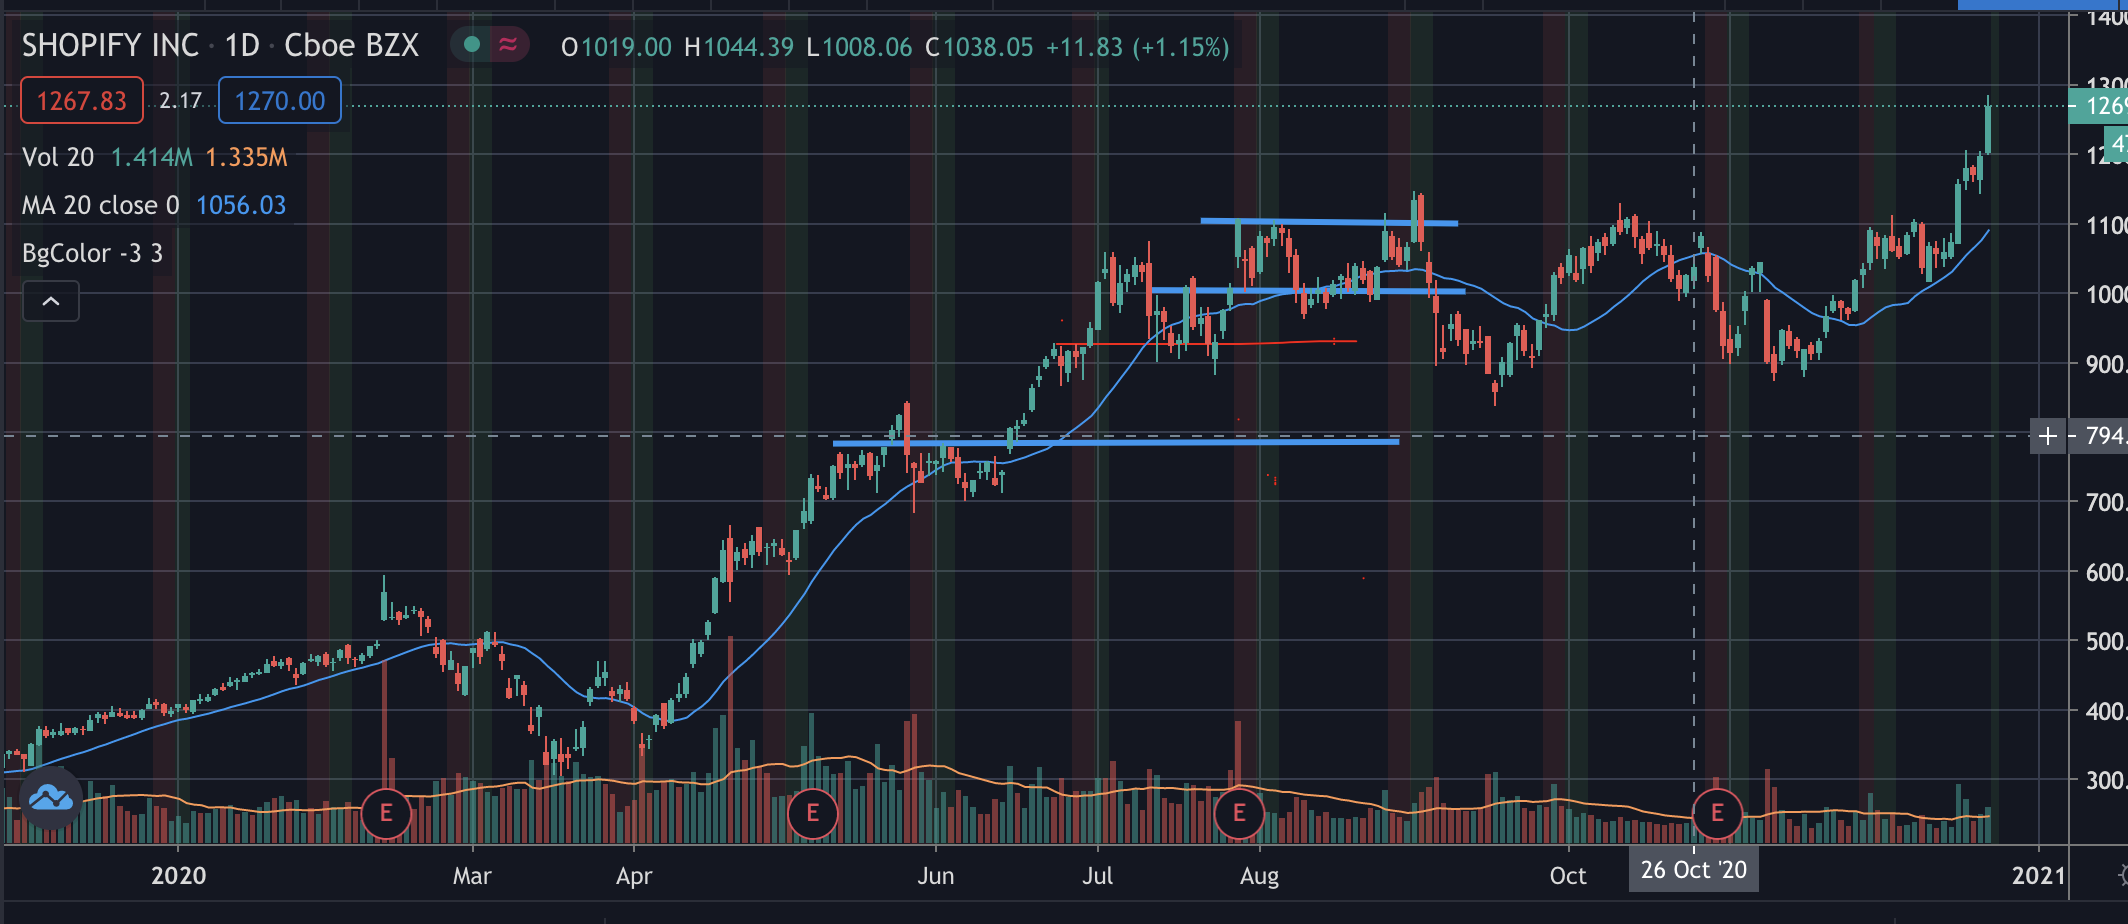 SHOPIFY INC · 1D · Cboe BZX O1019.00 H1044.39 L1008.06 C1038.05 +11.83 (+1.15%)
1267.83 2.17 1270.00
Vol 20 1.414M 1.335M
MA 20 close 0 1056.03
BgColor -3 3
1400
1300
1269
47
1100
1000
900.
794.
700.
600.
500.
400.
300.
E E E E
2020 Mar Apr Jun Jul Aug Oct 26 Oct '20 2021